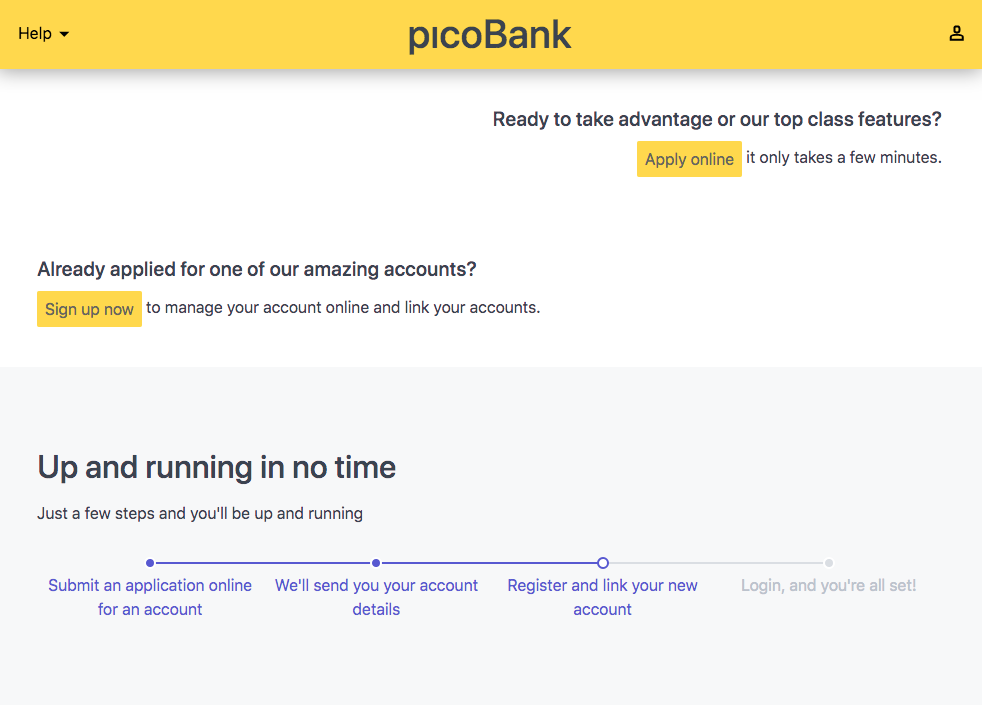 Help
picoBank
Ready to take advantage or our top class features?
Apply online it only takes a few minutes.
Already applied for one of our amazing accounts?
Sign up now to manage your account online and link your accounts.
Up and running in no time
Just a few steps and you'll be up and running
Submit an application online
for an account
We'll send you your account
details
Register and link your new
account
Login, and you're all set!